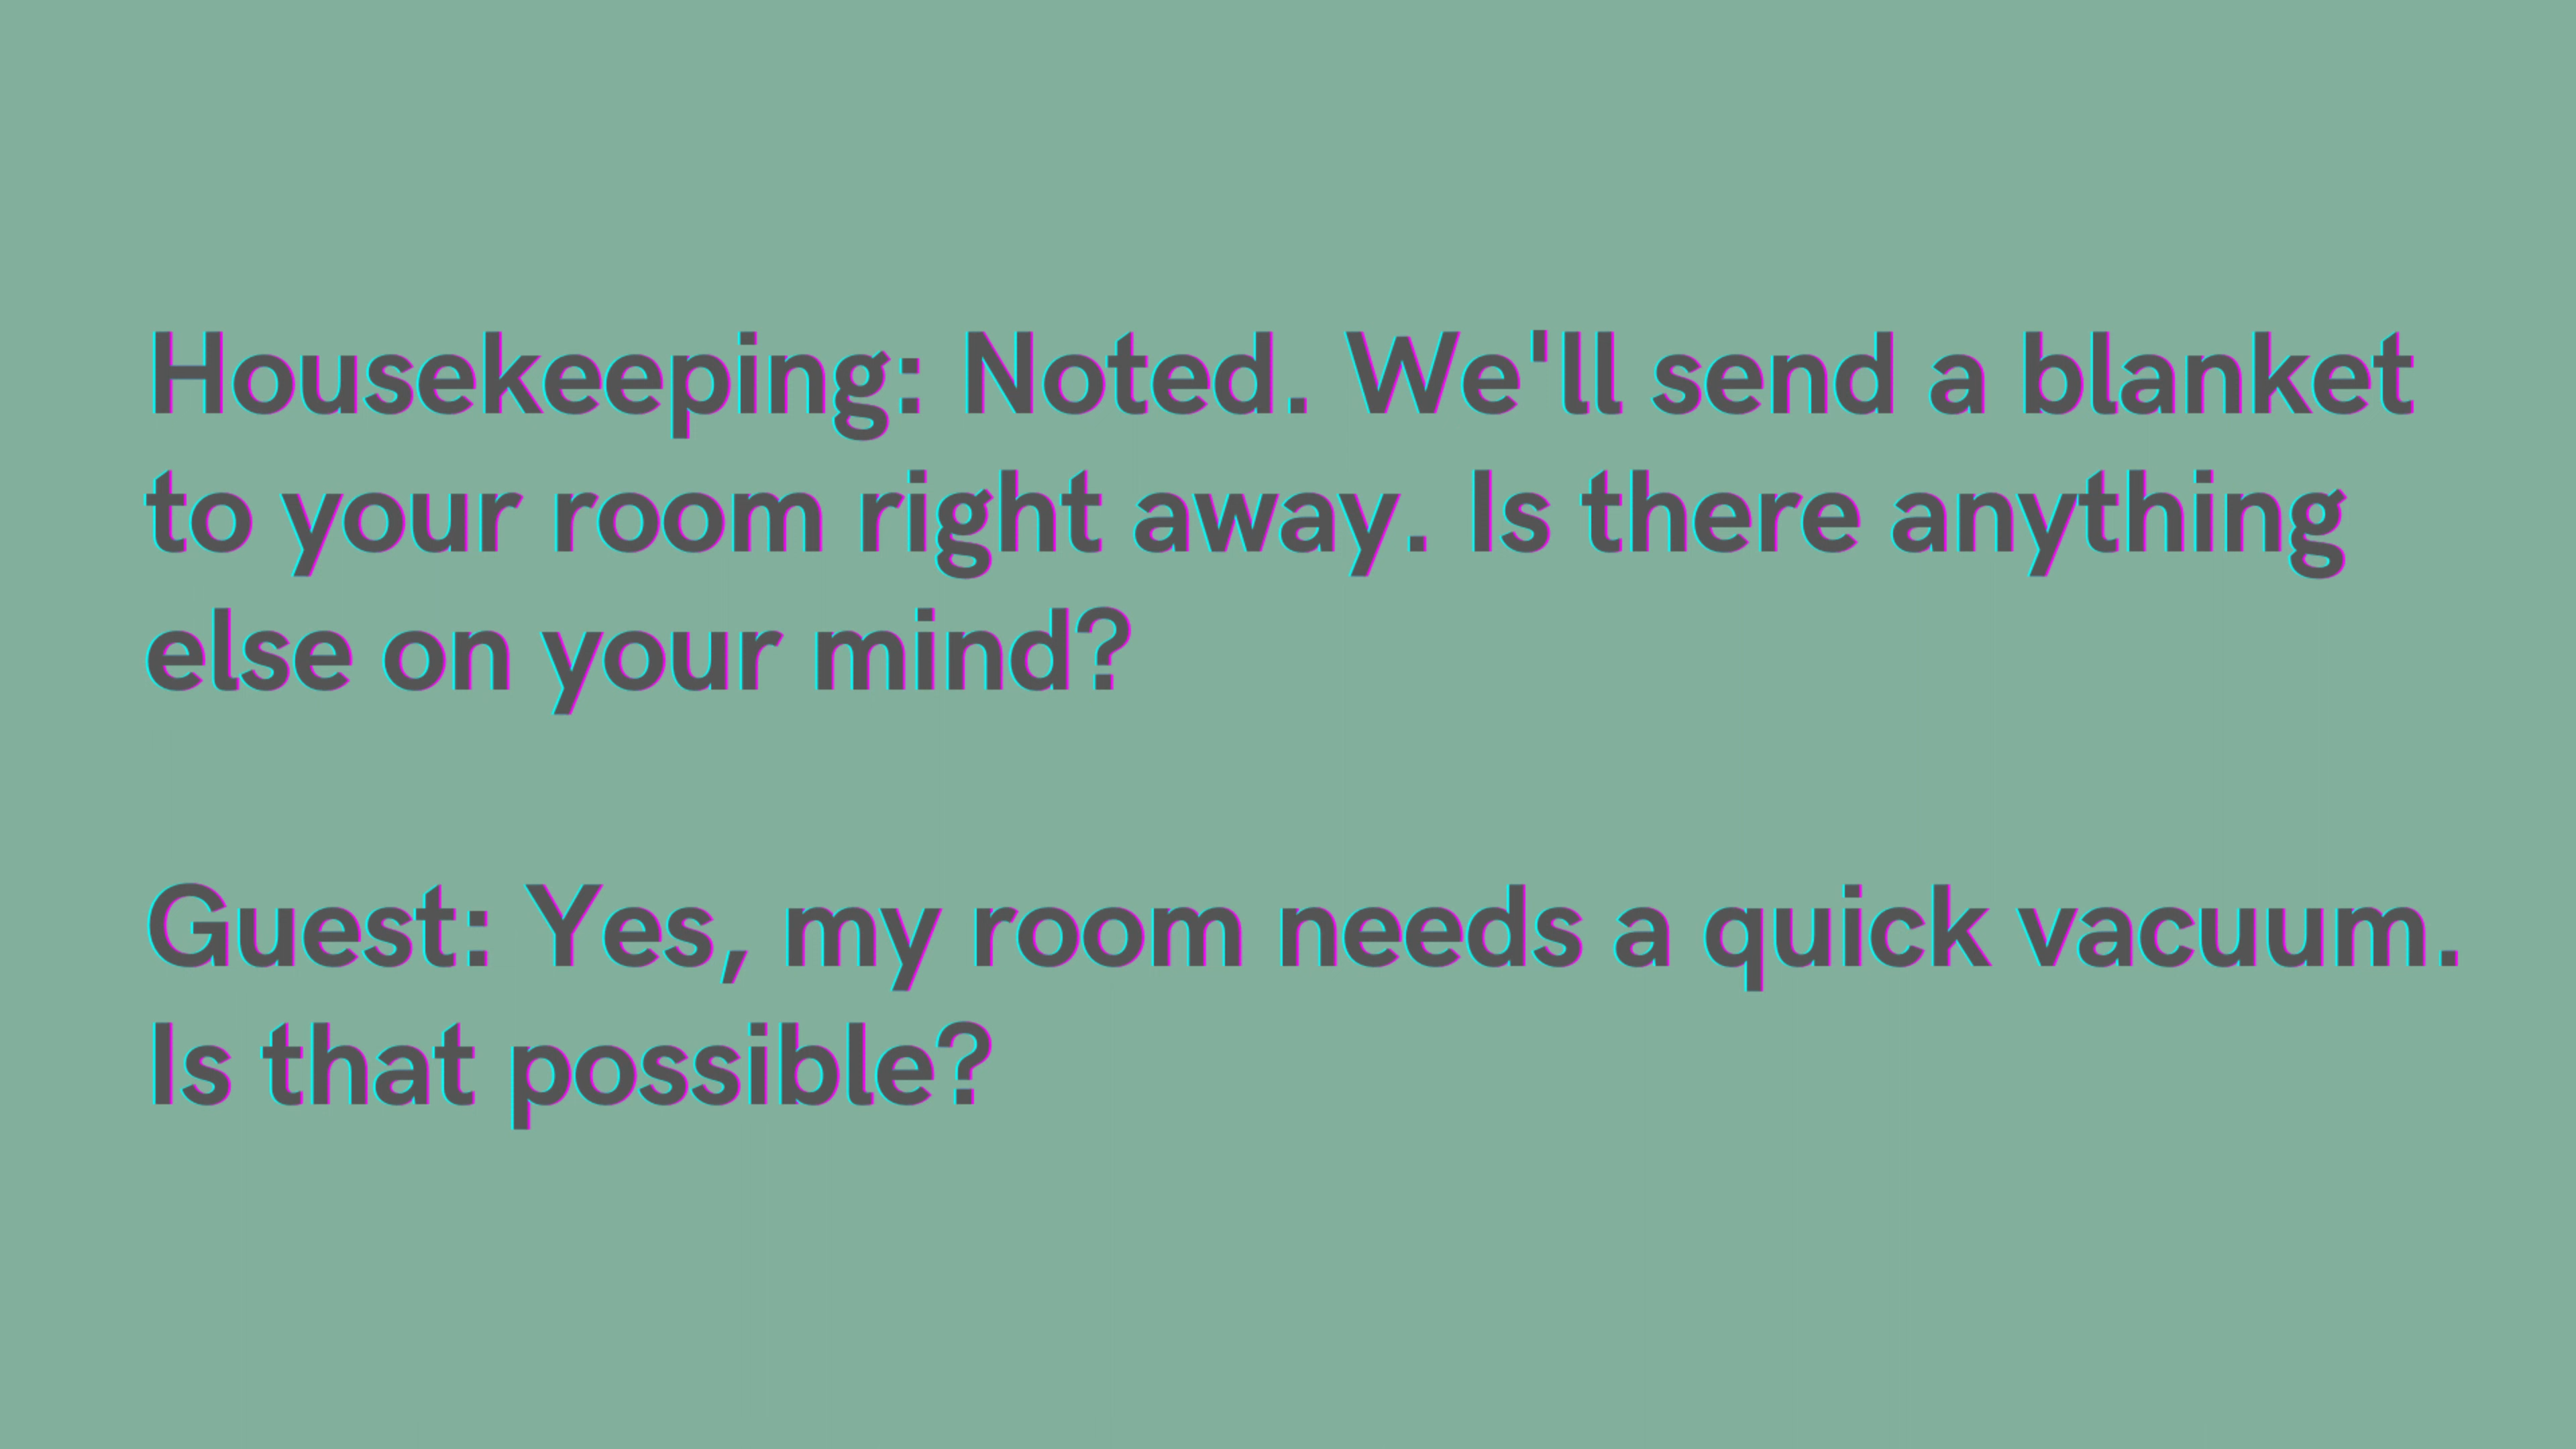 Housekeeping: Noted. We'll send a blanket
to your room right away. Is there anything
else on your mind?
Guest: Yes, my room needs a quick vacuum.
Is that possible?